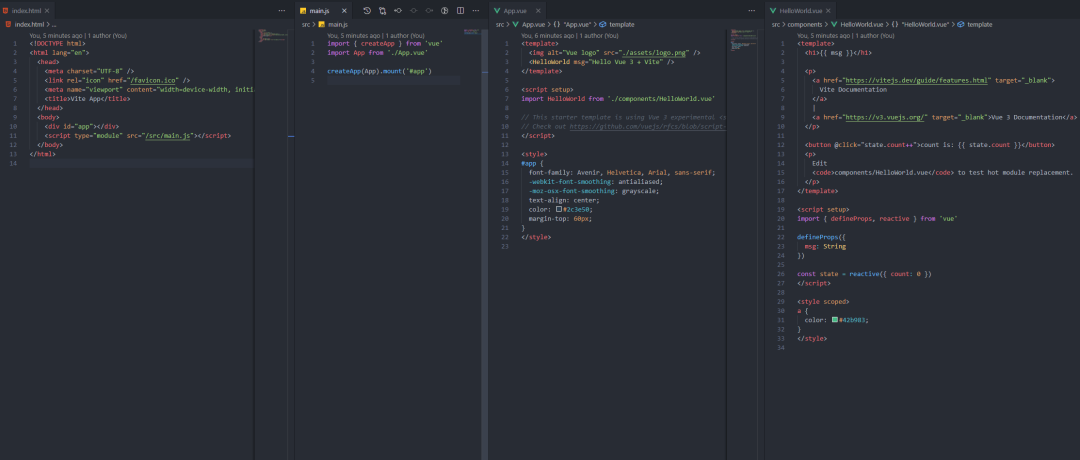 index.html
index.html > ...
You, 5 minutes ago | 1 author (You)
1 <!DOCTYPE html>
2 <html lang="en">
3 <head>
4 <meta charset="UTF-8" />
5 <link rel="icon" href="/favicon.ico" />
6 <meta name="viewport" content="width=device-width, initi
7 <title>Vite App</title>
8 </head>
9 <body>
10 <div id="app"></div>
11 <script type="module" src="/src/main.js"></script>
12 </body>
13 </html>
14
main.js
src > main.js
You, 5 minutes ago | 1 author (You)
1 import { createApp } from 'vue'
2 import App from './App.vue'
3
4 createApp(App).mount('#app')
5
App.vue
src > App.vue > {} "App.vue" > template
You, 6 minutes ago | 1 author (You)
1 <template>
2 <img alt="Vue logo" src="./assets/logo.png" />
3 <HelloWorld msg="Hello Vue 3 + Vite" />
4 </template>
5
6 <script setup>
7 import HelloWorld from './components/HelloWorld.vue'
8
9 // This starter template is using Vue 3 experimental
10 // Check out https://github.com/vuejs/rfcs/blob/script-
11 </script>
12
13 <style>
14 #app {
15 font-family: Avenir, Helvetica, Arial, sans-serif;
16 -webkit-font-smoothing: antialiased;
17 -moz-osx-font-smoothing: grayscale;
18 text-align: center;
19 color: #2c3e50;
20 margin-top: 60px;
21 }
22 </style>
23
HelloWorld.vue
src > components > HelloWorld.vue > {} "HelloWorld.vue" > template
You, 5 minutes ago | 1 author (You)
1 <template>
2 <h1>{{ msg }}</h1>
3
4 <p>
5 <a href="https://vitejs.dev/guide/features.html" target="_blank">
6 Vite Documentation
7 </a>
8 |
9 <a href="https://v3.vuejs.org/" target="_blank">Vue 3 Documentation</a>
10 </p>
11
12 <button @click="state.count++">count is: {{ state.count }}</button>
13 <p>
14 Edit
15 <code>components/HelloWorld.vue</code> to test hot module replacement.
16 </p>
17 </template>
18
19 <script setup>
20 import { defineProps, reactive } from 'vue'
21
22 defineProps({
23 msg: String
24 })
25
26 const state = reactive({ count: 0 })
27 </script>
28
29 <style scoped>
30 a {
31 color: #42b983;
32 }
33 </style>
34